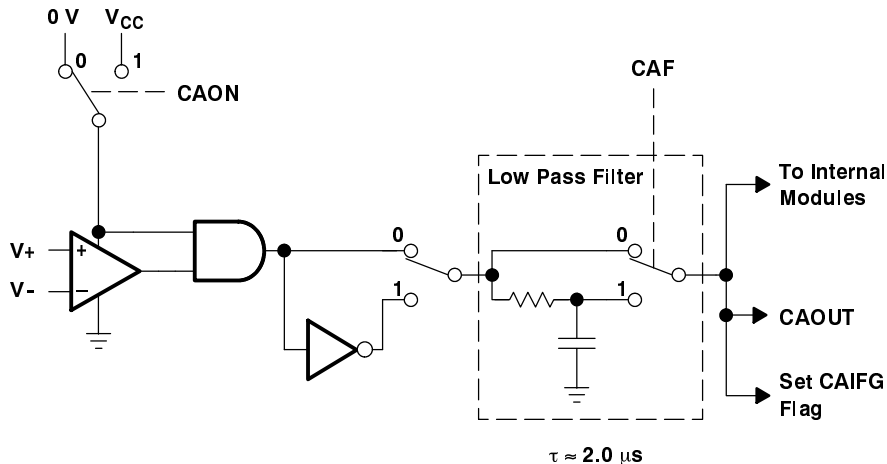 0 V
VCC
0
1
CAON
CAF
Low Pass Filter
To Internal
Modules
V+
+
V-
−
0
1
0
1
CAOUT
Set CAIFG
Flag
τ ≈ 2.0 μs